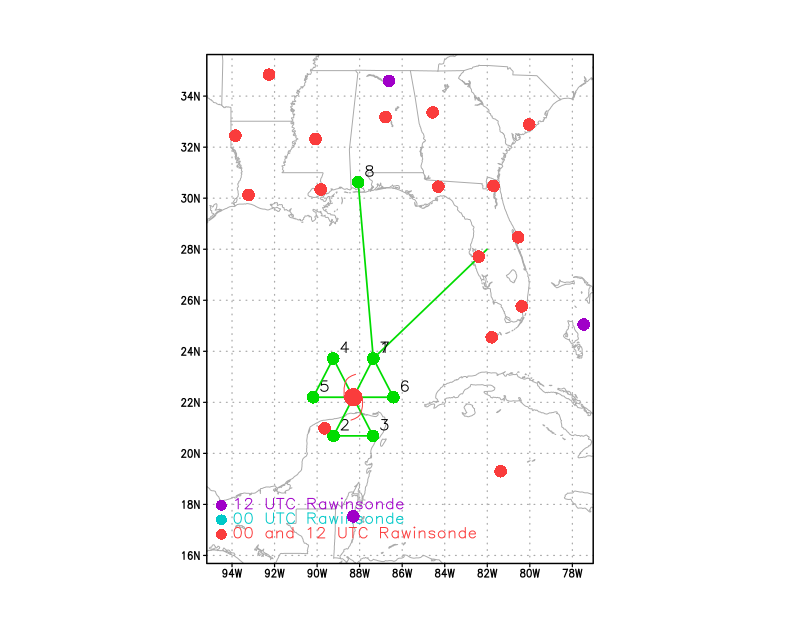 34N
32N
8
30N
28N
26N
24N
4
7
5
6
22N
2
3
20N
18N
12 UTC Rawinsonde
00 UTC Rawinsonde
00 and 12 UTC Rawinsonde
16N
94W 92W 90W 88W 86W 84W 82W 80W 78W